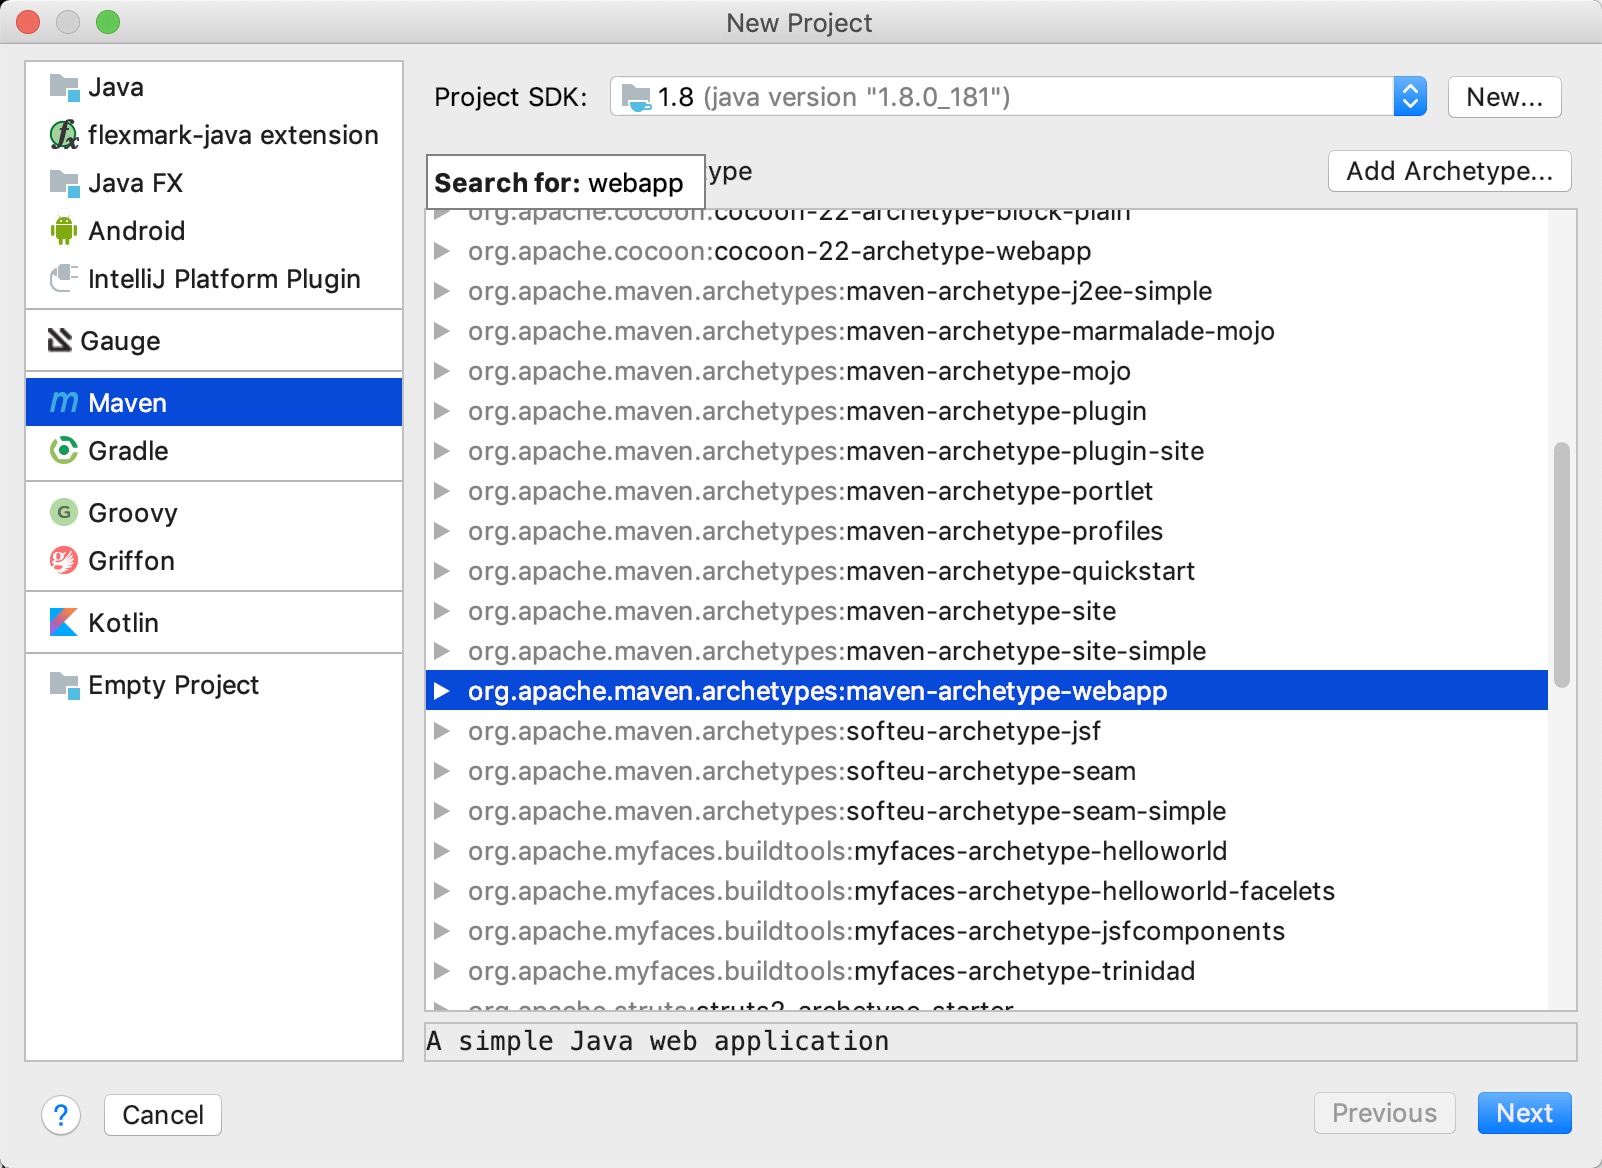 New Project
Java
flexmark-java extension
Java FX
Android
IntelliJ Platform Plugin
Gauge
Maven
Gradle
Groovy
Griffon
Kotlin
Empty Project
Project SDK: 1.8 (java version "1.8.0_181") New...
Search for: webapp ype Add Archetype...
org.apache.cocoon:cocoon-22-archetype-block-plain
org.apache.cocoon:cocoon-22-archetype-webapp
org.apache.maven.archetypes:maven-archetype-j2ee-simple
org.apache.maven.archetypes:maven-archetype-marmalade-mojo
org.apache.maven.archetypes:maven-archetype-mojo
org.apache.maven.archetypes:maven-archetype-plugin
org.apache.maven.archetypes:maven-archetype-plugin-site
org.apache.maven.archetypes:maven-archetype-portlet
org.apache.maven.archetypes:maven-archetype-profiles
org.apache.maven.archetypes:maven-archetype-quickstart
org.apache.maven.archetypes:maven-archetype-site
org.apache.maven.archetypes:maven-archetype-site-simple
org.apache.maven.archetypes:maven-archetype-webapp
org.apache.maven.archetypes:softeu-archetype-jsf
org.apache.maven.archetypes:softeu-archetype-seam
org.apache.maven.archetypes:softeu-archetype-seam-simple
org.apache.myfaces.buildtools:myfaces-archetype-helloworld
org.apache.myfaces.buildtools:myfaces-archetype-helloworld-facelets
org.apache.myfaces.buildtools:myfaces-archetype-jsfcomponents
org.apache.myfaces.buildtools:myfaces-archetype-trinidad
org.apache.struts:struts2-archetype-starter
A simple Java web application
? Cancel Previous Next